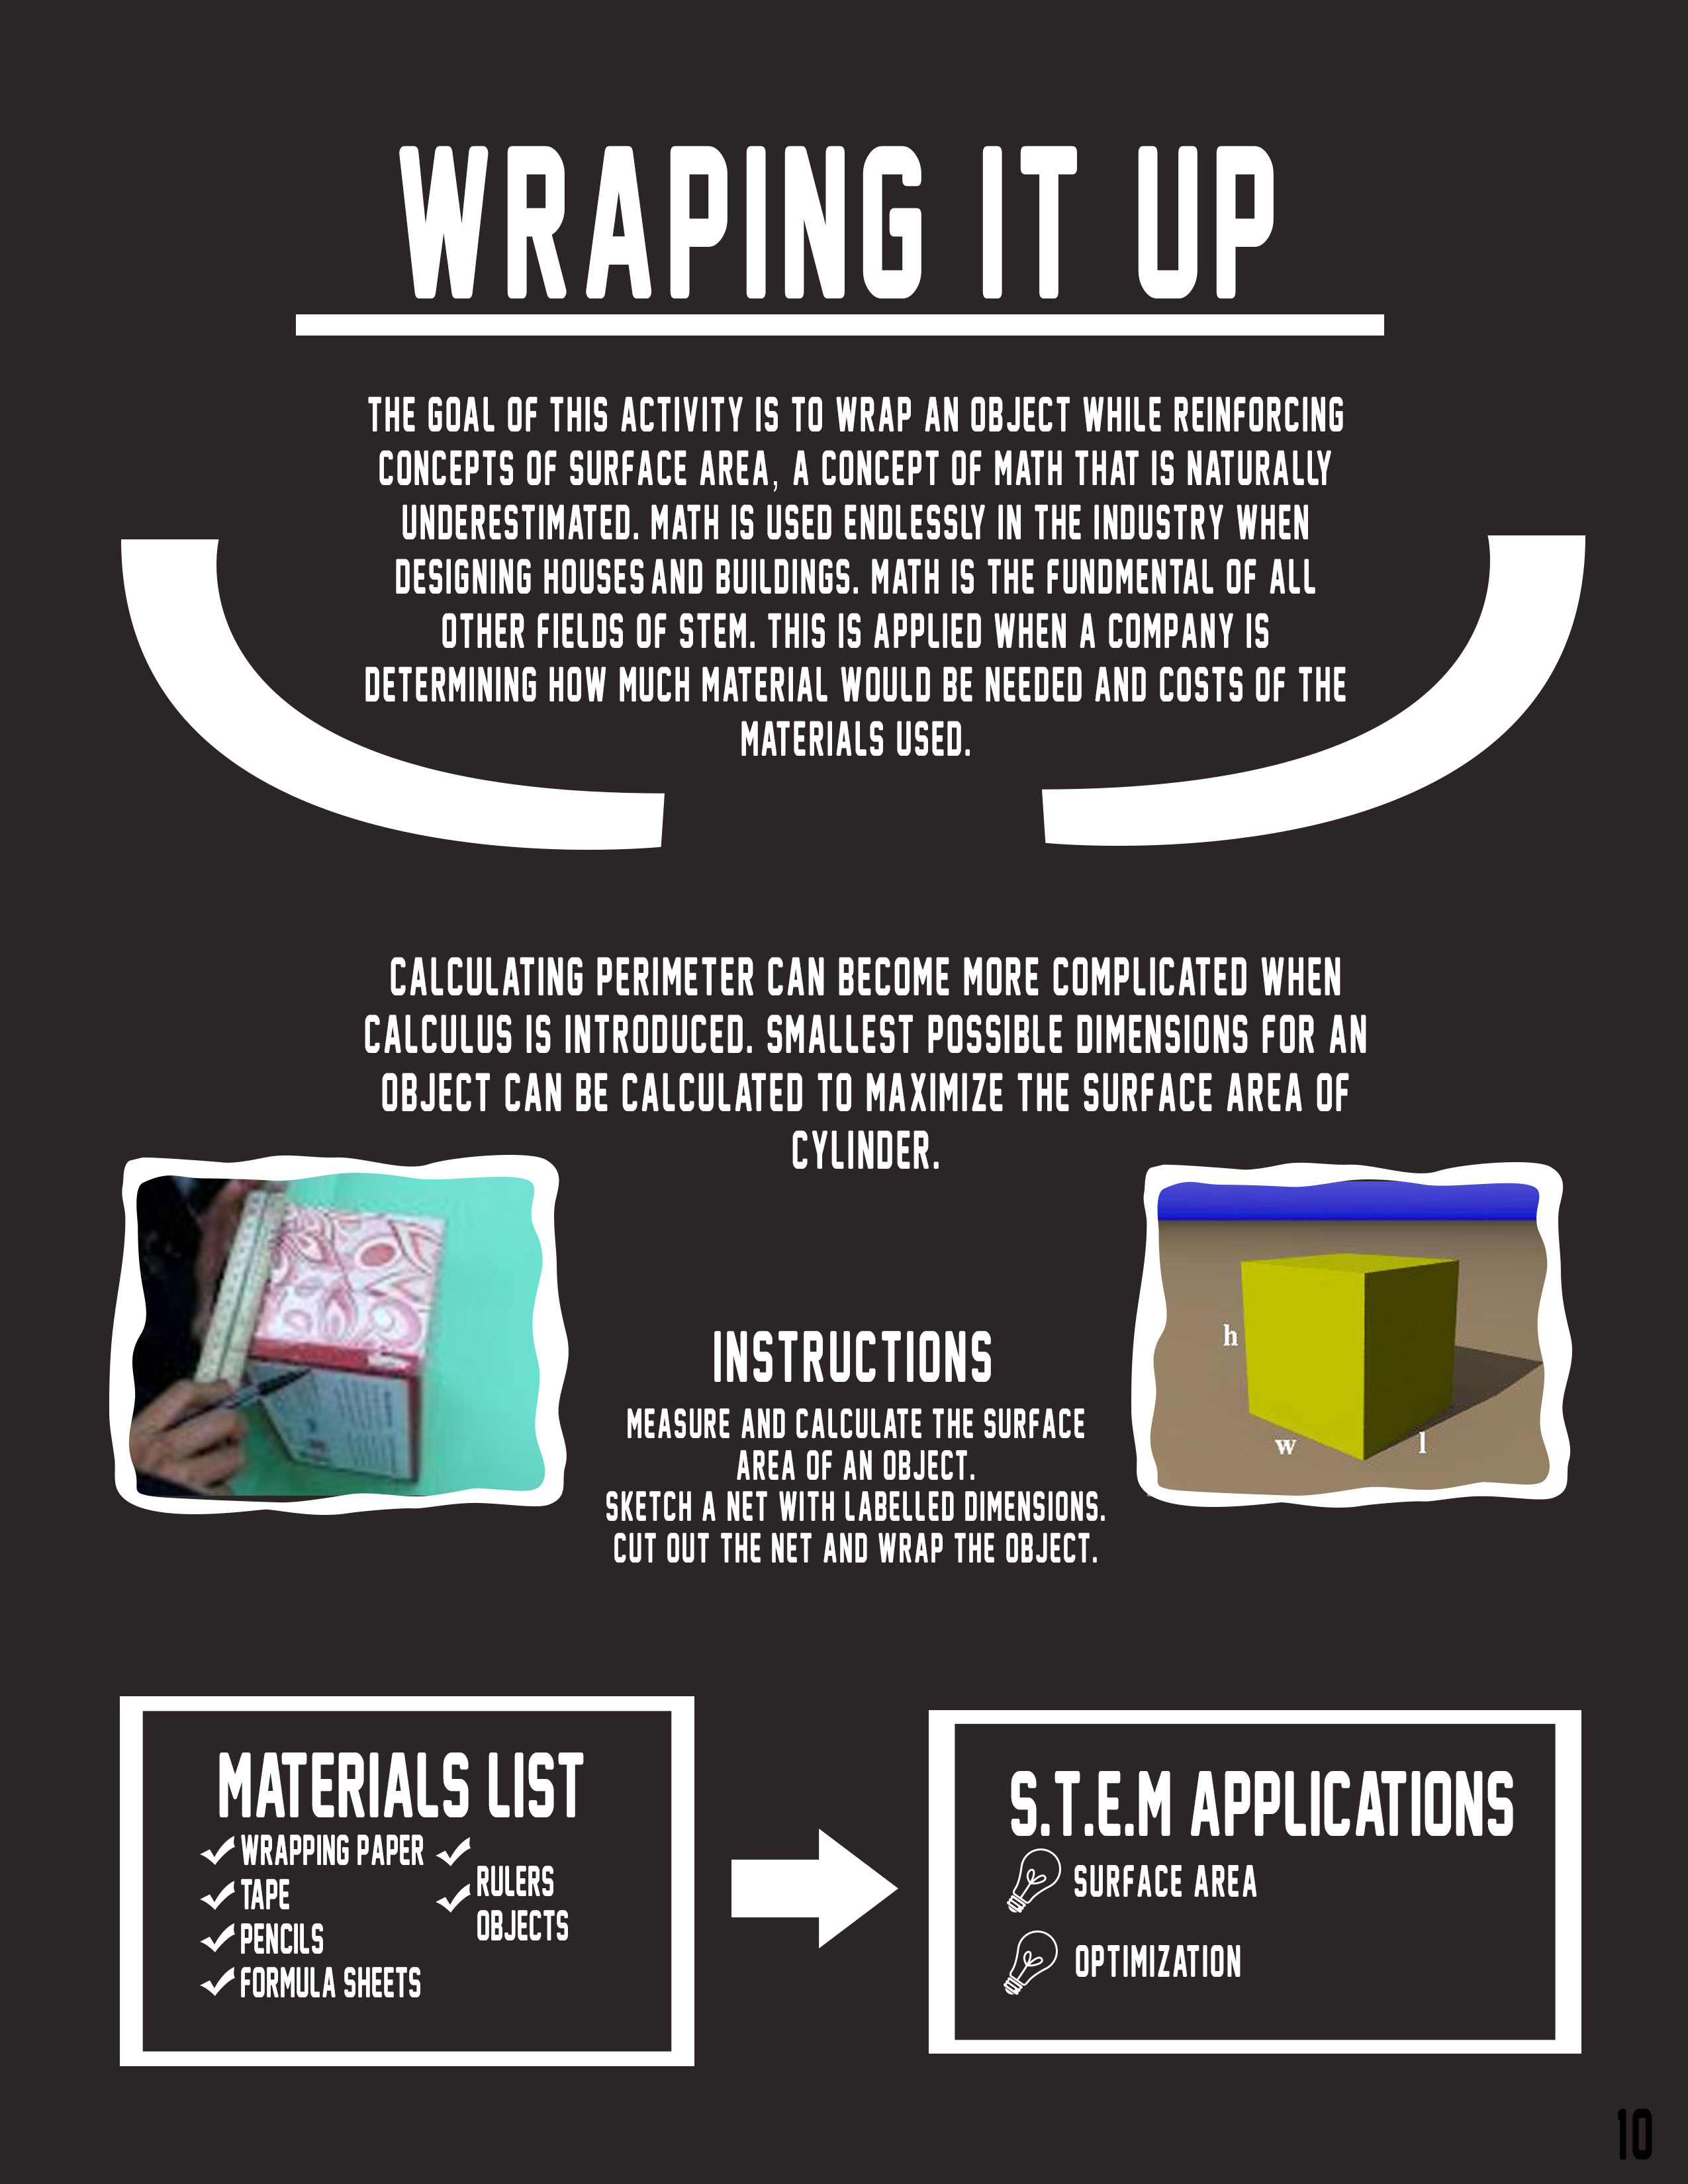 WRAPING IT UP
THE GOAL OF THIS ACTIVITY IS TO WRAP AN OBJECT WHILE REINFORCING
CONCEPTS OF SURFACE AREA, A CONCEPT OF MATH THAT IS NATURALLY
UNDERESTIMATED. MATH IS USED ENDLESSLY IN THE INDUSTRY WHEN
DESIGNING HOUSES AND BUILDINGS. MATH IS THE FUNDMENTAL OF ALL
OTHER FIELDS OF STEM. THIS IS APPLIED WHEN A COMPANY IS
DETERMINING HOW MUCH MATERIAL WOULD BE NEEDED AND COSTS OF THE
MATERIALS USED.
CALCULATING PERIMETER CAN BECOME MORE COMPLICATED WHEN
CALCULUS IS INTRODUCED. SMALLEST POSSIBLE DIMENSIONS FOR AN
OBJECT CAN BE CALCULATED TO MAXIMIZE THE SURFACE AREA OF
CYLINDER.
INSTRUCTIONS
MEASURE AND CALCULATE THE SURFACE
AREA OF AN OBJECT.
SKETCH A NET WITH LABELLED DIMENSIONS.
CUT OUT THE NET AND WRAP THE OBJECT.
h
w
l
MATERIALS LIST
WRAPPING PAPER
TAPE
PENCILS
FORMULA SHEETS
RULERS
OBJECTS
S.T.E.M APPLICATIONS
SURFACE AREA
OPTIMIZATION
10